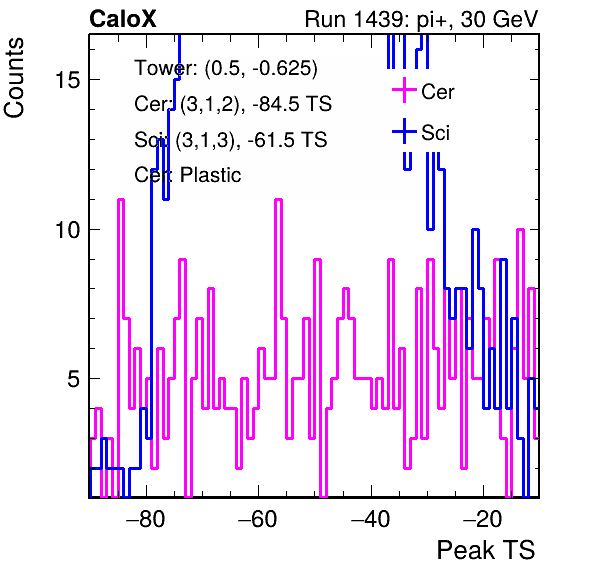 CaloX Run 1439: pi+, 30 GeV
Counts
15
10
5
Tower: (0.5, -0.625)
Cer: (3,1,2), -84.5 TS
Sci: (3,1,3), -61.5 TS
Cer: Plastic
Cer
Sci
−80 −60 −40 −20
Peak TS